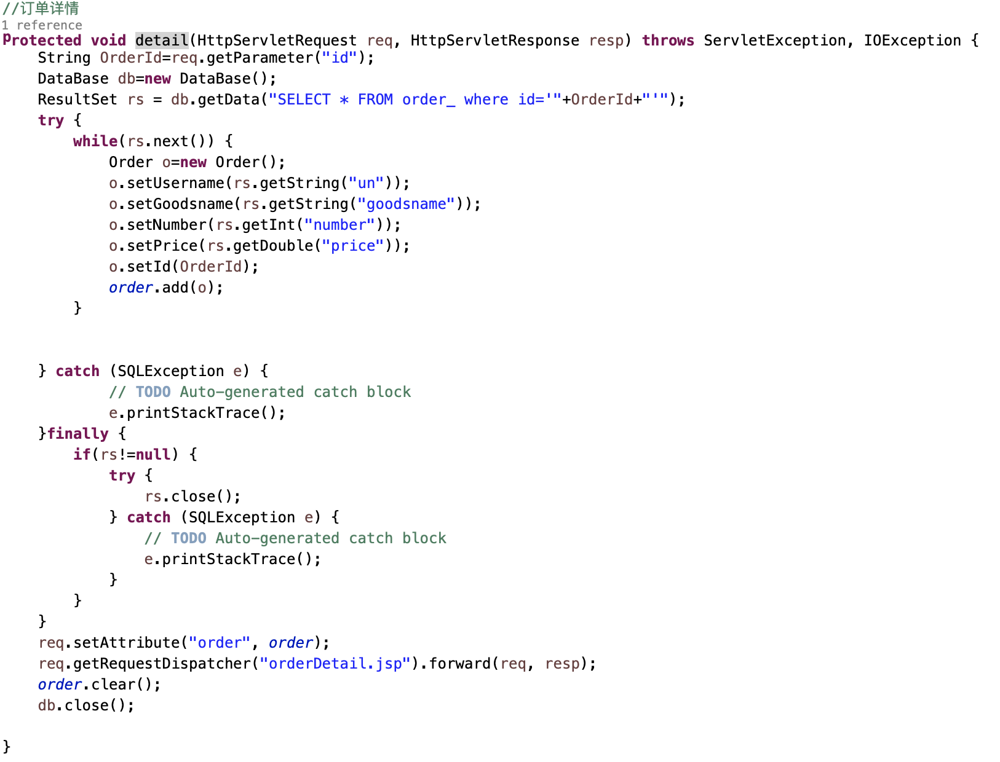 //订单详情
1 reference
protected void detail(HttpServletRequest req, HttpServletResponse resp) throws ServletException, IOException {
    String OrderId=req.getParameter("id");
    DataBase db=new DataBase();
    ResultSet rs = db.getData("SELECT * FROM order_ where id='"+OrderId+"'");
    try {
        while(rs.next()) {
            Order o=new Order();
            o.setUsername(rs.getString("un"));
            o.setGoodsname(rs.getString("goodsname"));
            o.setNumber(rs.getInt("number"));
            o.setPrice(rs.getDouble("price"));
            o.setId(OrderId);
            order.add(o);
        }
    } catch (SQLException e) {
            // TODO Auto-generated catch block
            e.printStackTrace();
    }finally {
        if(rs!=null) {
            try {
                rs.close();
            } catch (SQLException e) {
                // TODO Auto-generated catch block
                e.printStackTrace();
            }
        }
    }
    req.setAttribute("order", order);
    req.getRequestDispatcher("orderDetail.jsp").forward(req, resp);
    order.clear();
    db.close();
}